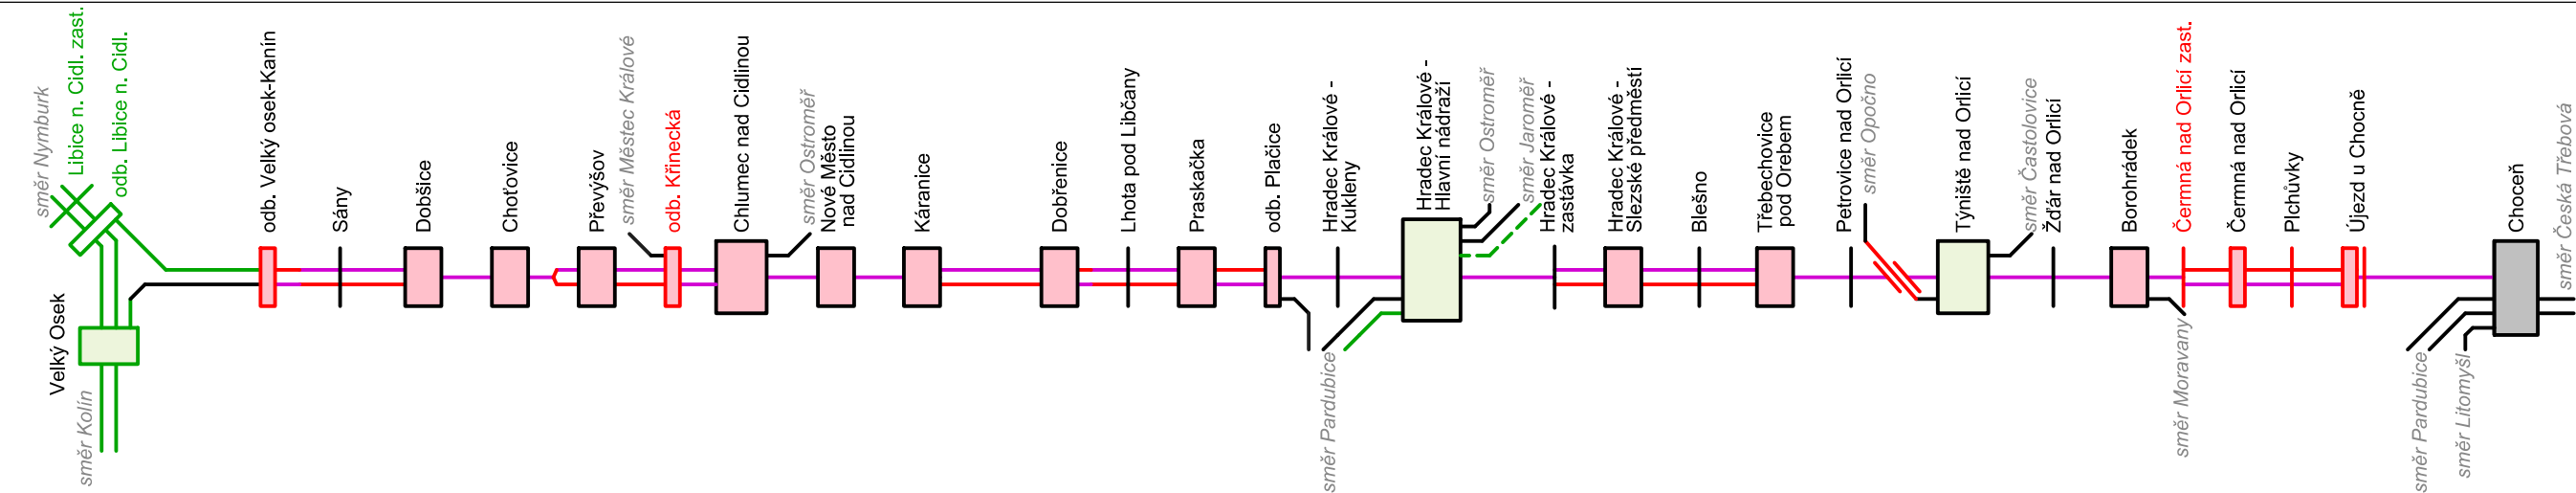 směr Nymburk
Libice n. Cidl. zast.
odb. Libice n. Cidl.
Velký Osek
směr Kolín
odb. Velký osek-Kanín
Sány
Dobšice
Choťovice
Převýšov
směr Městec Králové
odb. Křinecká
Chlumec nad Cidlinou
směr Ostroměř
Nové Město
nad Cidlinou
Káranice
Dobřenice
Lhota pod Libčany
Praskačka
odb. Plačice
Hradec Králové -
Kukleny
směr Pardubice
Hradec Králové -
Hlavní nádraží
směr Ostroměř
směr Jaroměř
Hradec Králové -
zastávka
Hradec Králové -
Slezské předměstí
Blešno
Třebechovice
pod Orebem
Petrovice nad Orlicí
směr Opočno
Týniště nad Orlicí
směr Častolovice
Žďár nad Orlicí
Borohrádek
směr Moravany
Čermná nad Orlicí zast.
Čermná nad Orlicí
Plchůvky
Újezd u Chocně
směr Pardubice
směr Litomyšl
Choceň
směr Česká Třebová